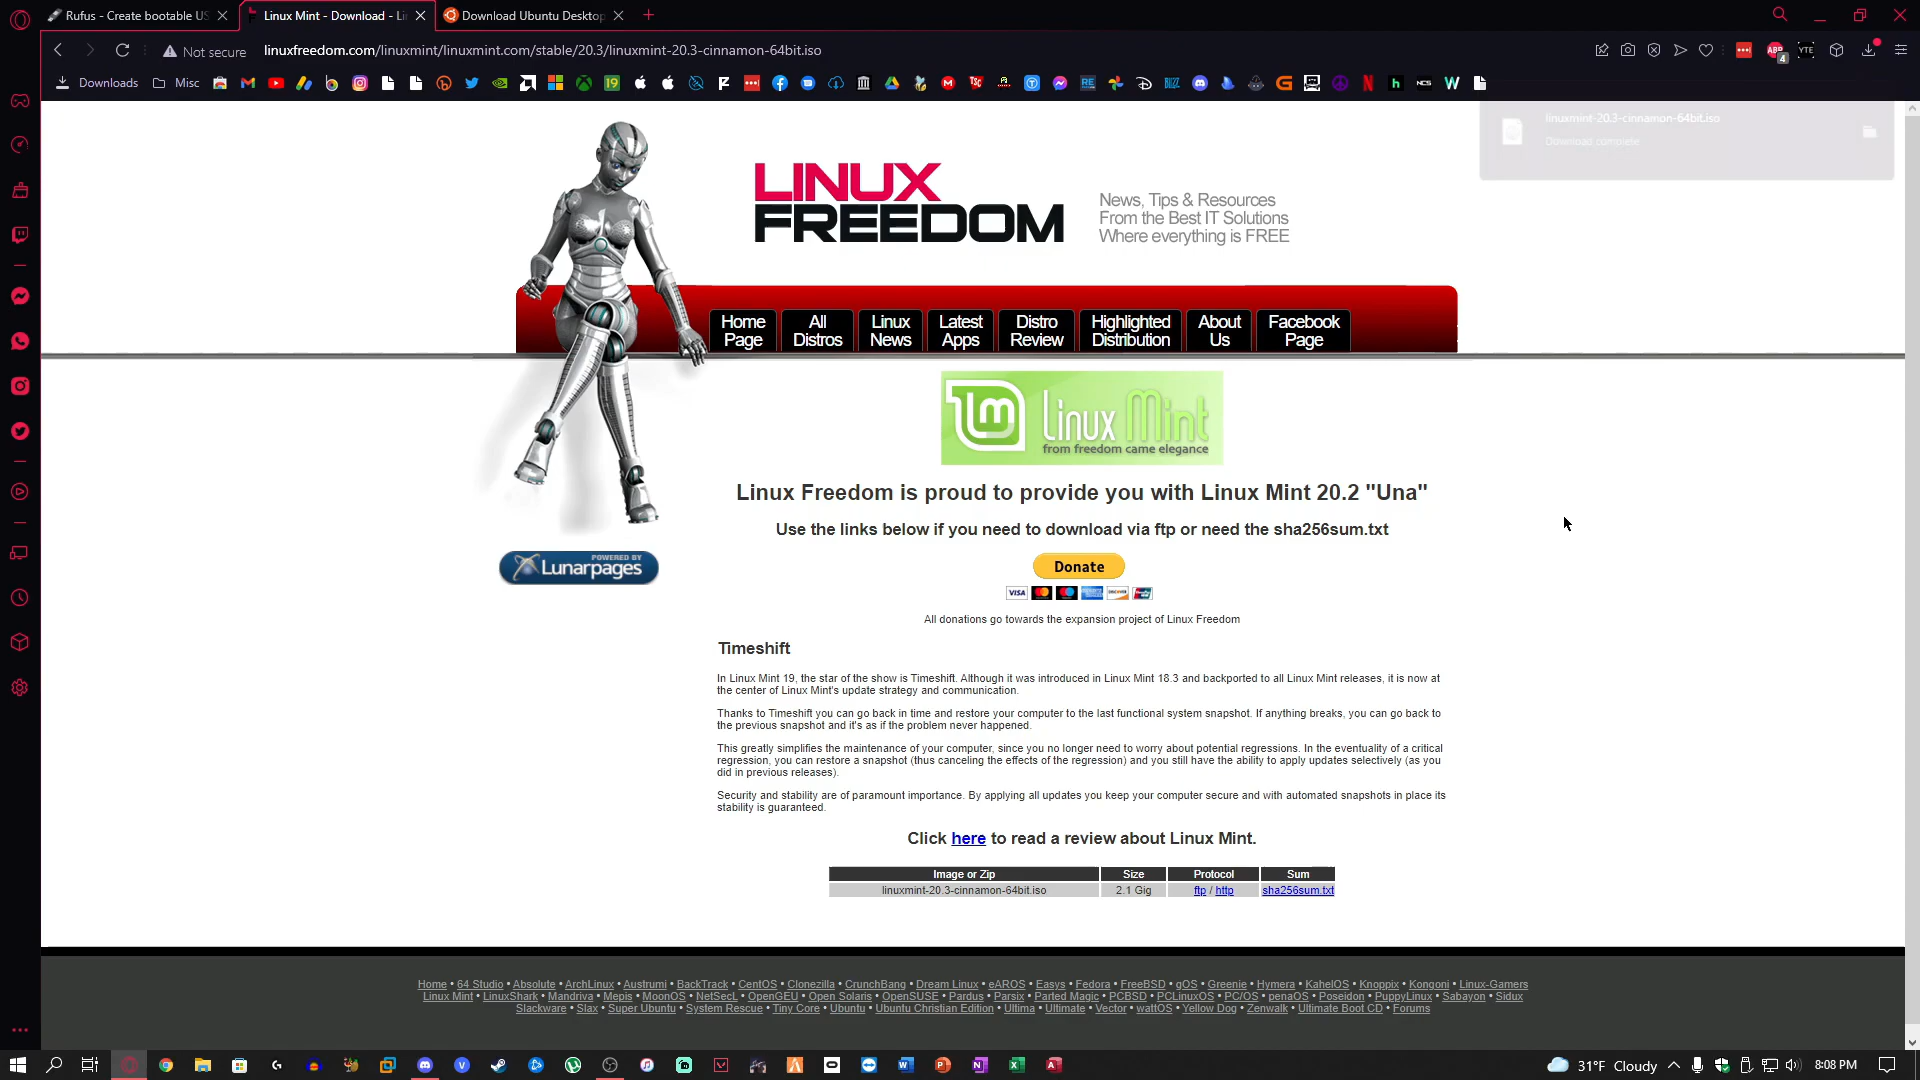 Rufus - Create bootable US
Linux Mint - Download - Li
Download Ubuntu Desktop
Not secure
linuxfreedom.com/linuxmint/linuxmint.com/stable/20.3/linuxmint-20.3-cinnamon-64bit.iso
ABP
4
YTE
Downloads
Misc
19
RE
BUZZ
NCS
linuxmint-20.3-cinnamon-64bit.iso
Download complete
LINUX
FREEDOM
News, Tips & Resources
From the Best IT Solutions
Where everything is FREE
Home Page
All Distros
Linux News
Latest Apps
Distro Review
Highlighted Distribution
About Us
Facebook Page
Linux Mint
from freedom came elegance
Linux Freedom is proud to provide you with Linux Mint 20.2 "Una"
Use the links below if you need to download via ftp or need the sha256sum.txt
POWERED BY
Lunarpages
Donate
VISA
DISCOVER
All donations go towards the expansion project of Linux Freedom
Timeshift
In Linux Mint 19, the star of the show is Timeshift. Although it was introduced in Linux Mint 18.3 and backported to all Linux Mint releases, it is now at
the center of Linux Mint's update strategy and communication.
Thanks to Timeshift you can go back in time and restore your computer to the last functional system snapshot. If anything breaks, you can go back to
the previous snapshot and it's as if the problem never happened.
This greatly simplifies the maintenance of your computer, since you no longer need to worry about potential regressions. In the eventuality of a critical
regression, you can restore a snapshot (thus canceling the effects of the regression) and you still have the ability to apply updates selectively (as you
did in previous releases).
Security and stability are of paramount importance. By applying all updates you keep your computer secure and with automated snapshots in place its
stability is guaranteed.
Click here to read a review about Linux Mint.
Image or Zip Size Protocol Sum
linuxmint-20.3-cinnamon-64bit.iso 2.1 Gig ftp / http sha256sum.txt
Home • 64 Studio • Absolute • ArchLinux • Austrumi • BackTrack • CentOS • Clonezilla • CrunchBang • Dream Linux • eAROS • Easys • Fedora • FreeBSD • gOS • Greenie • Hymera • KahelOS • Knoppix • Kongoni • Linux-Gamers
Linux Mint • LinuxShark • Mandriva • Mepis • MoonOS • NetSecL • OpenGEU • Open Solaris • OpenSUSE • Pardus • Parsix • Parted Magic • PCBSD • PCLinuxOS • PC/OS • penaOS • Poseidon • PuppyLinux • Sabayon • Sidux
Slackware • Slax • Super Ubuntu • System Rescue • Tiny Core • Ubuntu • Ubuntu Christian Edition • Ultima • Ultimate • Vector • wattOS • Yellow Dog • Zenwalk • Ultimate Boot CD • Forums
31°F Cloudy
8:08 PM